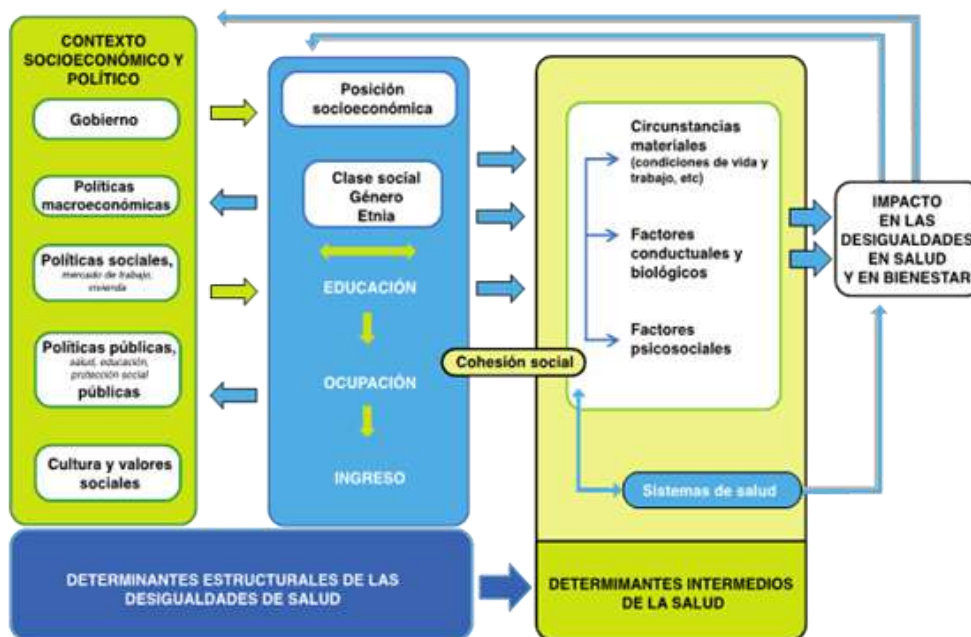 CONTEXTO
SOCIOECONÓMICO Y
POLÍTICO
Gobierno
Políticas
macroeconómicas
Políticas sociales,
mercado de trabajo,
vivienda
Políticas públicas,
salud, educación,
protección social
públicas
Cultura y valores
sociales
Posición
socioeconómica
Clase social
Género
Etnia
EDUCACIÓN
OCUPACIÓN
INGRESO
Cohesión social
Circunstancias
materiales
(condiciones de vida y
trabajo, etc)
Factores
conductuales y
biológicos
Factores
psicosociales
Sistemas de salud
IMPACTO
EN LAS
DESIGUALDADES
EN SALUD
Y EN BIENESTAR
DETERMINANTES ESTRUCTURALES DE LAS
DESIGUALDADES DE SALUD
DETERMIMANTES INTERMEDIOS
DE LA SALUD